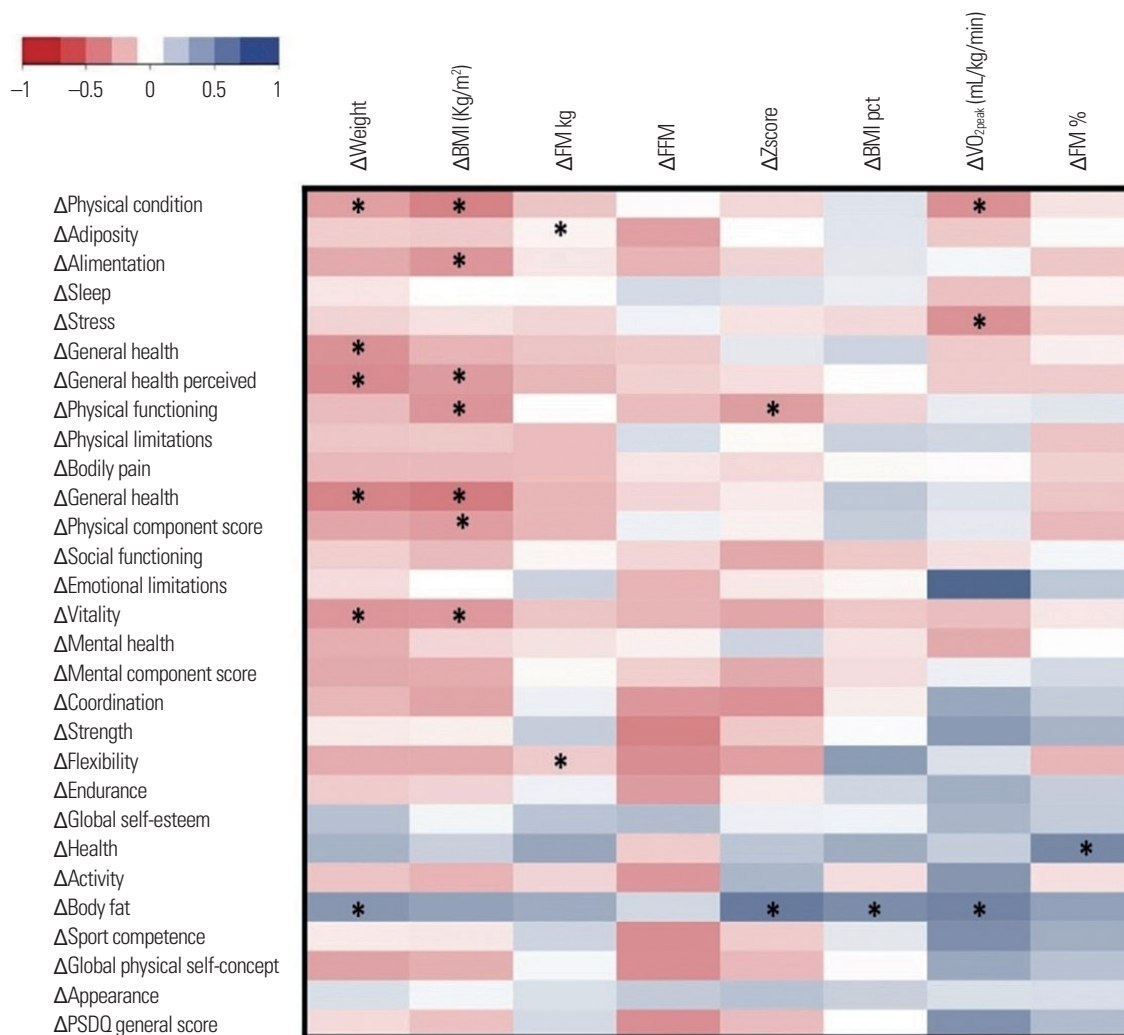 −1 −0.5 0 0.5 1
ΔWeight
ΔBMI (Kg/m²)
ΔFM kg
ΔFFM
ΔZscore
ΔBMI pct
ΔVO₂peak (mL/kg/min)
ΔFM %
ΔPhysical condition * * *
ΔAdiposity *
ΔAlimentation *
ΔSleep
ΔStress *
ΔGeneral health *
ΔGeneral health perceived * *
ΔPhysical functioning * *
ΔPhysical limitations
ΔBodily pain
ΔGeneral health * *
ΔPhysical component score *
ΔSocial functioning
ΔEmotional limitations
ΔVitality * *
ΔMental health
ΔMental component score
ΔCoordination
ΔStrength
ΔFlexibility *
ΔEndurance
ΔGlobal self-esteem
ΔHealth *
ΔActivity
ΔBody fat * * * *
ΔSport competence
ΔGlobal physical self-concept
ΔAppearance
ΔPSDQ general score